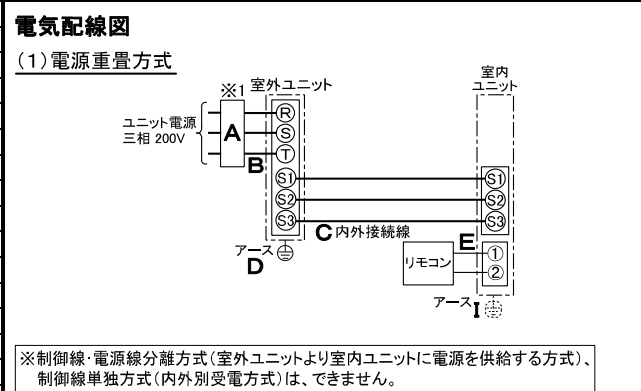 電気配線図
(1)電源重畳方式
※1
室外ユニット
室内
ユニット
ユニット電源
三相 200V
A
R
S
T
B
S1
S2
S3
S1
S2
S3
C 内外接続線
アース
D
リモコン
E
①
②
アース I
※制御線・電源線分離方式(室外ユニットより室内ユニットに電源を供給する方式)、
制御線単独方式(内外別受電方式)は、できません。